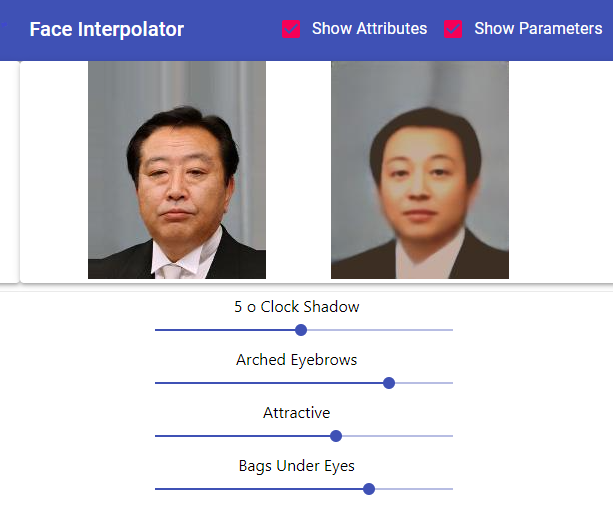 Face Interpolator
Show Attributes
Show Parameters
5 o Clock Shadow
Arched Eyebrows
Attractive
Bags Under Eyes